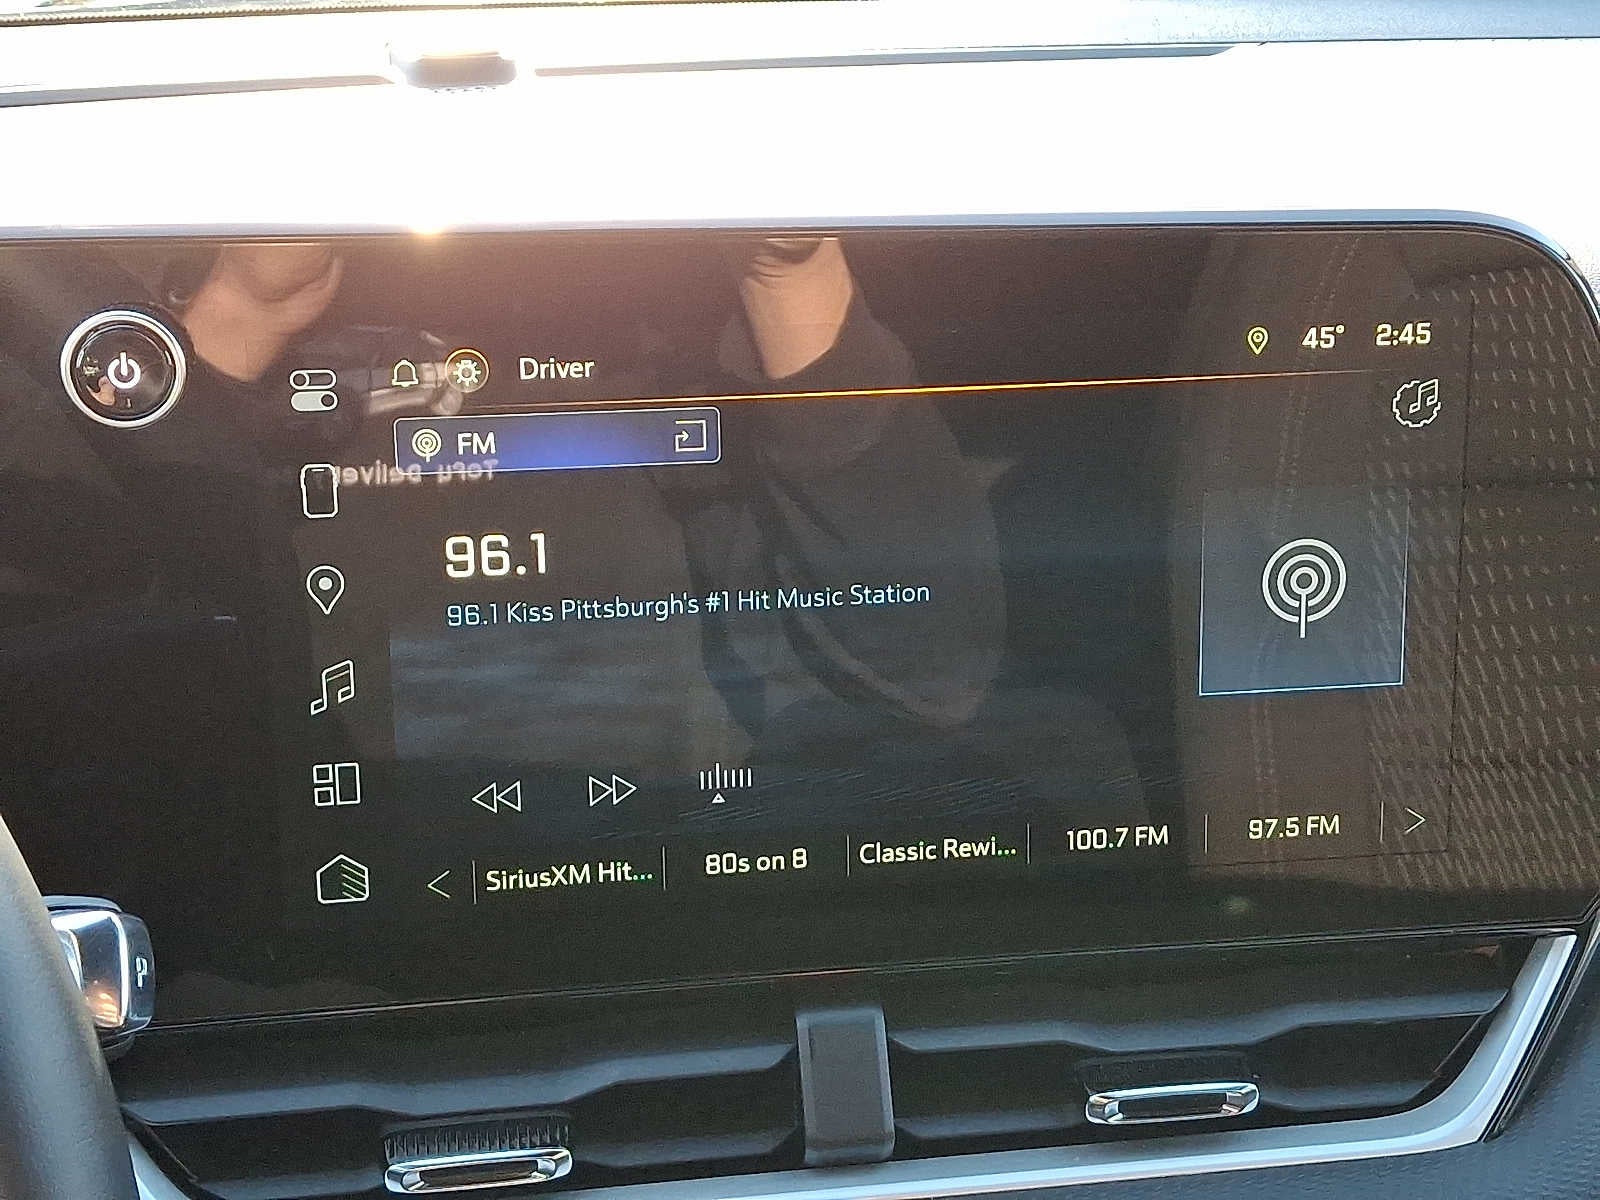 45° 2:45
Driver
FM
96.1
96.1 Kiss Pittsburgh's #1 Hit Music Station
SiriusXM Hit... 80s on 8 Classic Rewi... 100.7 FM 97.5 FM